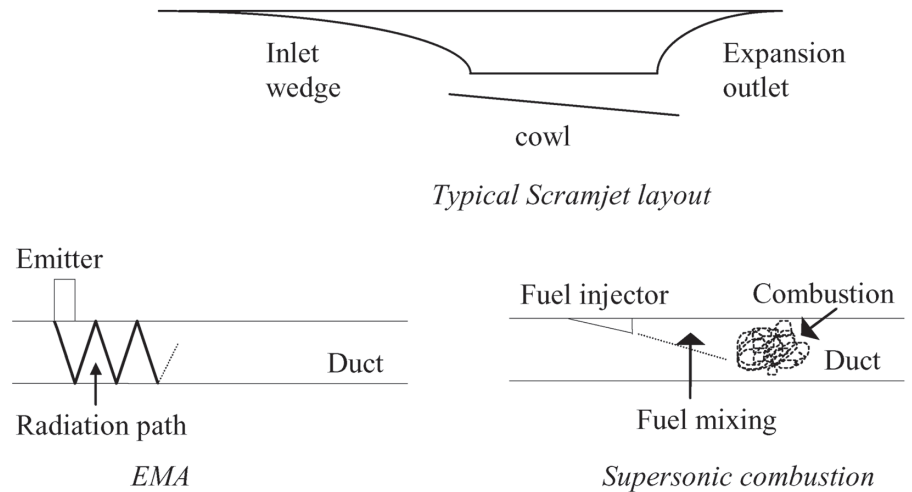 Inlet
wedge
Expansion
outlet
cowl
Typical Scramjet layout
Emitter
Duct
Radiation path
EMA
Fuel injector
Combustion
Duct
Fuel mixing
Supersonic combustion